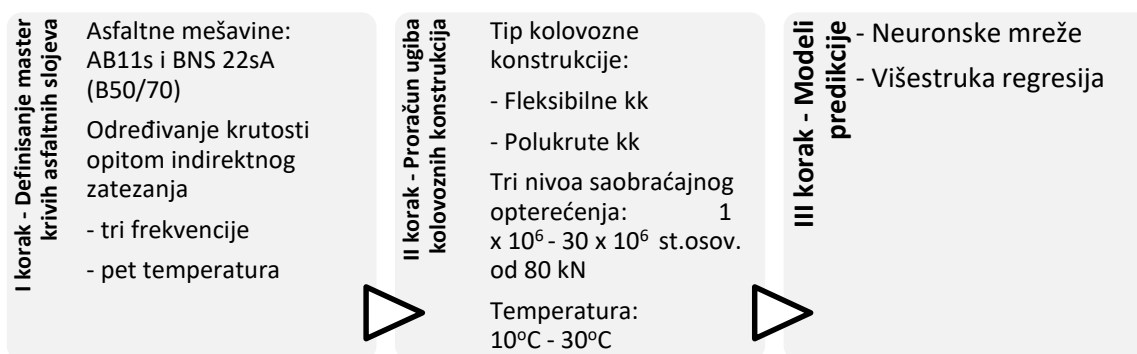 I korak - Definisanje master
krivih asfaltnih slojeva
Asfaltne mešavine:
AB11s i BNS 22sA
(B50/70)
Određivanje krutosti
opitom indirektnog
zatezanja
- tri frekvencije
- pet temperatura
II korak - Proračun ugiba
kolovoznih konstrukcija
Tip kolovozne
konstrukcije:
- Fleksibilne kk
- Polukrute kk
Tri nivoa saobraćajnog
opterećenja: 1
x 10⁶ - 30 x 10⁶ st.osov.
od 80 kN
Temperatura:
10ºC - 30ºC
III korak - Modeli
predikcije
- Neuronske mreže
- Višestruka regresija